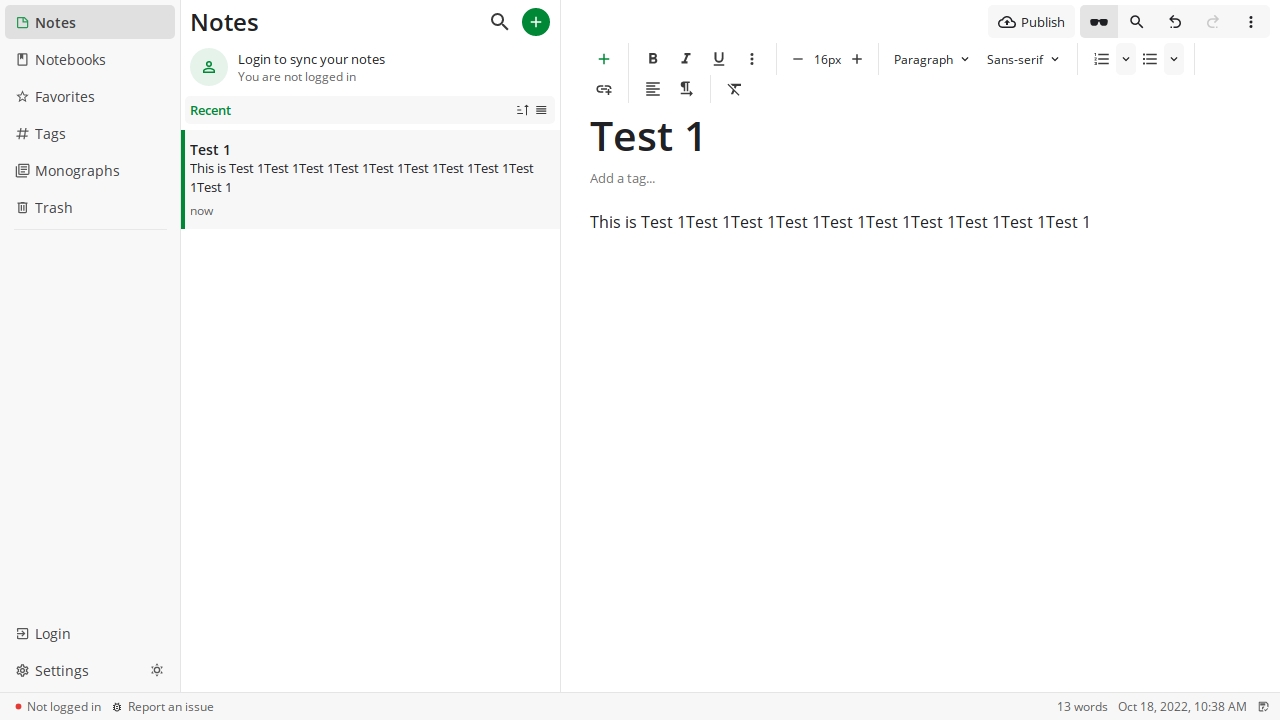 Notes
Notebooks
Favorites
Tags
Monographs
Trash
Login
Settings
Notes
Login to sync your notes
You are not logged in
Recent
Test 1
This is Test 1Test 1Test 1Test 1Test 1Test 1Test 1Test 1Test
1Test 1
now
Publish
16px
Paragraph
Sans-serif
Test 1
Add a tag...
This is Test 1Test 1Test 1Test 1Test 1Test 1Test 1Test 1Test 1Test 1
Not logged in
Report an issue
13 words
Oct 18, 2022, 10:38 AM